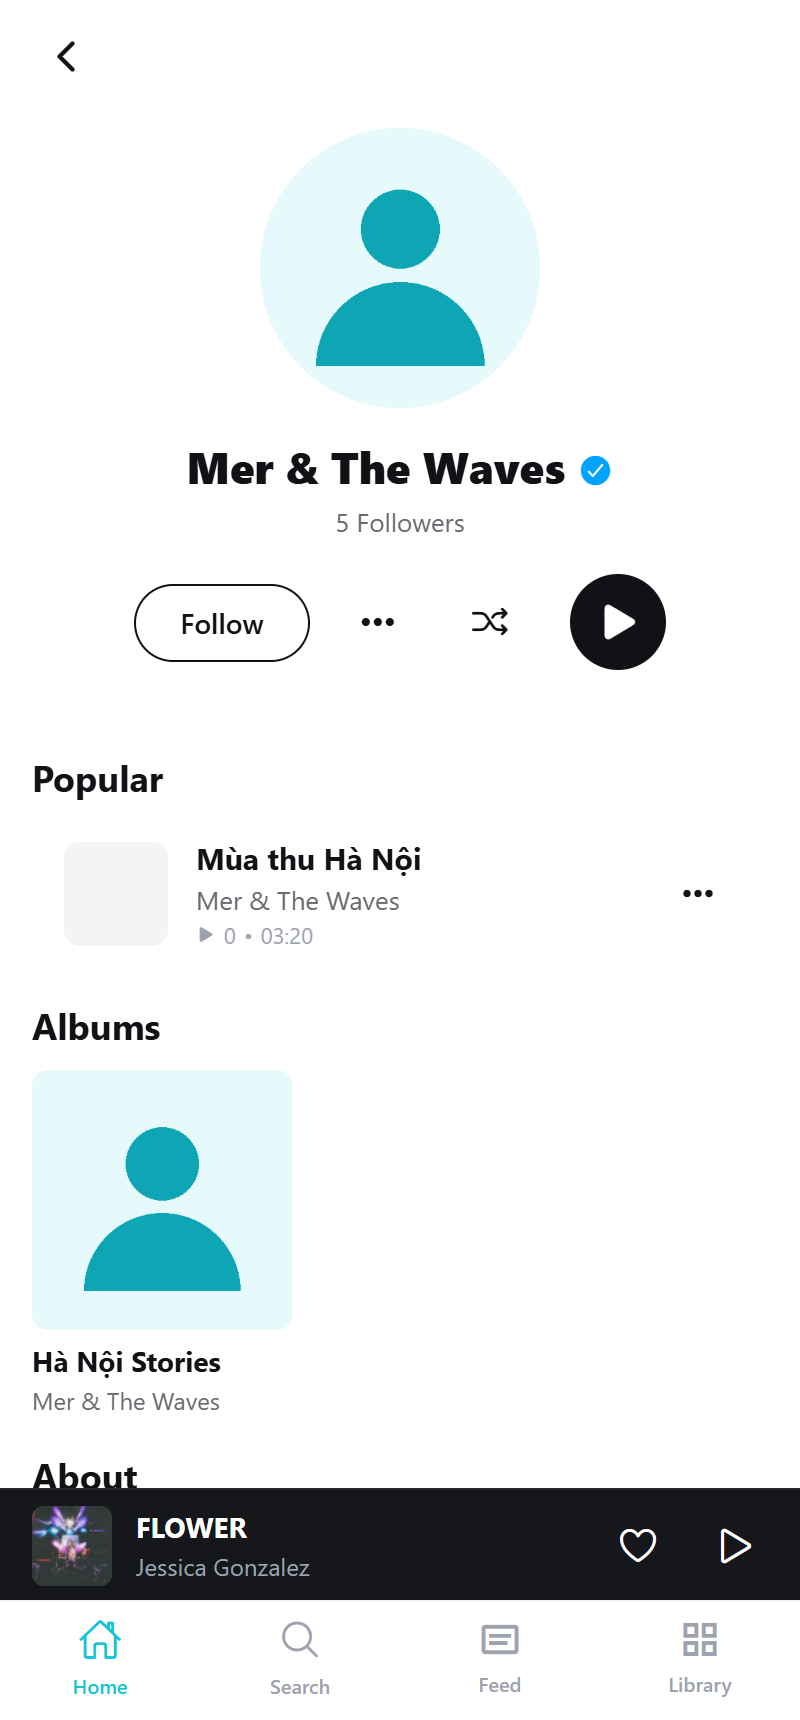 Mer & The Waves
5 Followers
Follow
Popular
Mùa thu Hà Nội
Mer & The Waves
0 • 03:20
Albums
Hà Nội Stories
Mer & The Waves
About
FLOWER
Jessica Gonzalez
Home
Search
Feed
Library